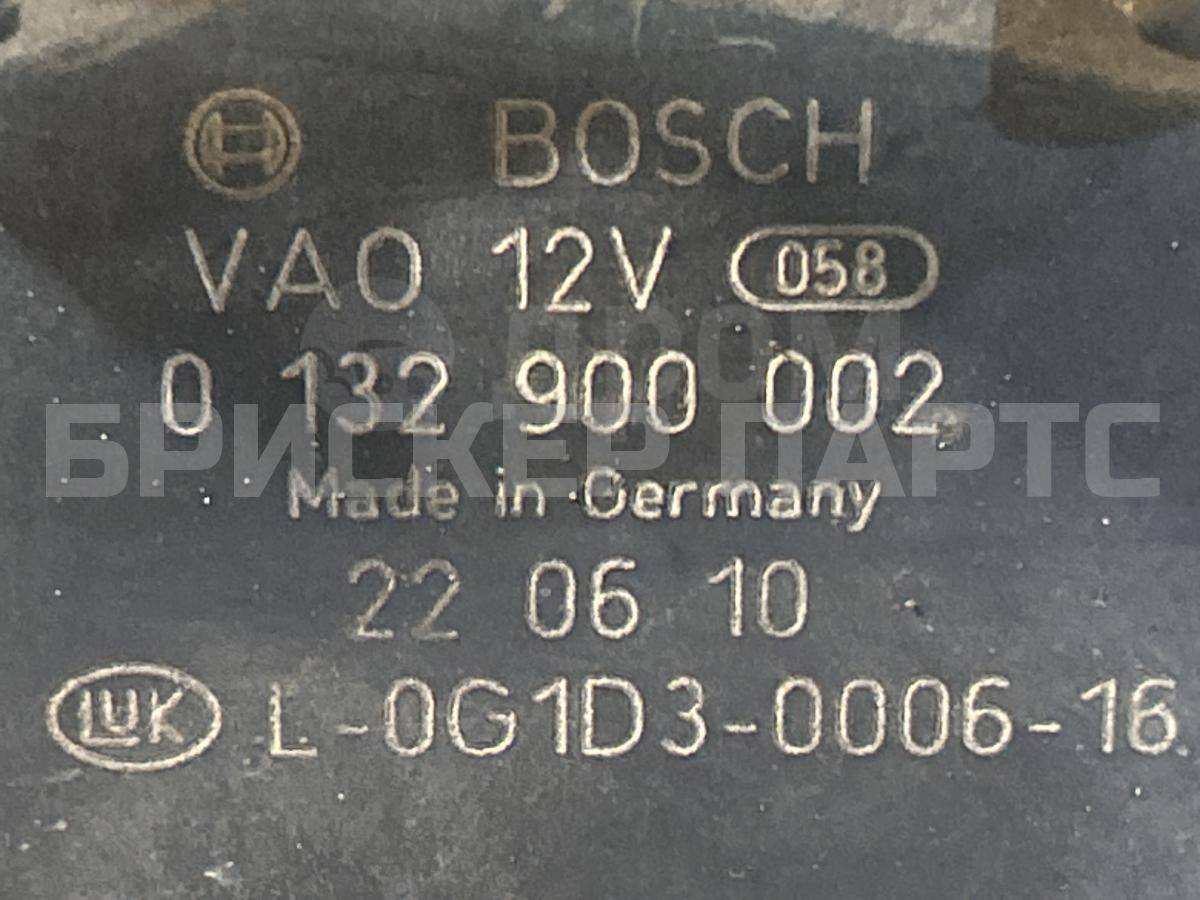 BOSCH
VAO 12V 058
ПРОМ
0 132 900 002
БРИСКЕР ПАРТС
Made in Germany
22 06 10
LUK L-0G1D3-0006-16